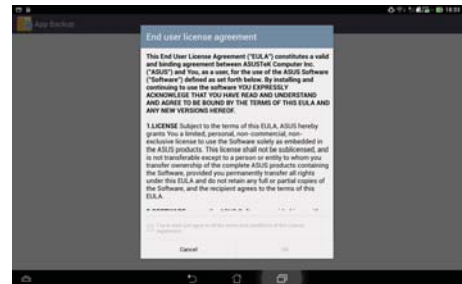 18:03
App Backup
End user license agreement
This End User License Agreement ("EULA") constitutes a valid
and binding agreement between ASUSTeK Computer Inc.
("ASUS") and You, as a user, for the use of the ASUS Software
("Software") defined as set forth below. By installing and
continuing to use the software YOU EXPRESSLY
ACKNOWLEGE THAT YOU HAVE READ AND UNDERSTAND
AND AGREE TO BE BOUND BY THE TERMS OF THIS EULA AND
ANY NEW VERSIONS HEREOF.
1.LICENSE Subject to the terms of this EULA, ASUS hereby
grants You a limited, personal, non-commercial, non-
exclusive license to use the Software solely as embedded in
the ASUS products. This license shall not be sublicensed, and
is not transferable except to a person or entity to whom you
transfer ownership of the complete ASUS products containing
the Software, provided you permanently transfer all rights
under this EULA and do not retain any full or partial copies of
the Software, and the recipient agrees to the terms of this
EULA.
Cancel
OK